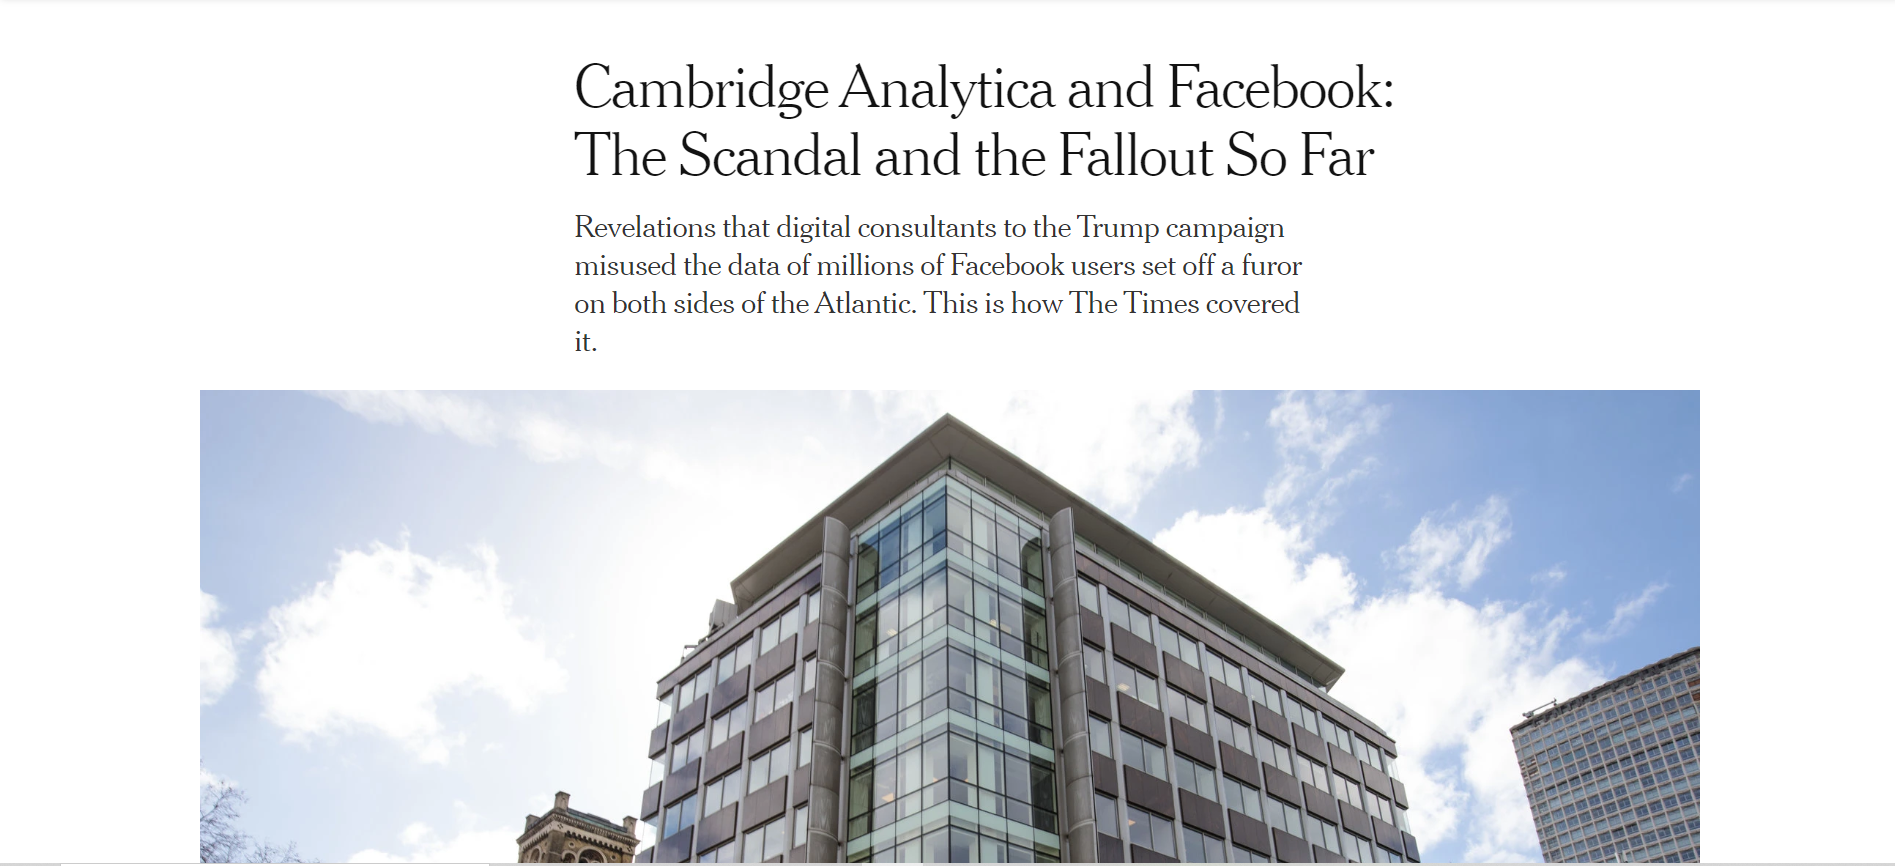 Cambridge Analytica and Facebook:
The Scandal and the Fallout So Far
Revelations that digital consultants to the Trump campaign
misused the data of millions of Facebook users set off a furor
on both sides of the Atlantic. This is how The Times covered
it.